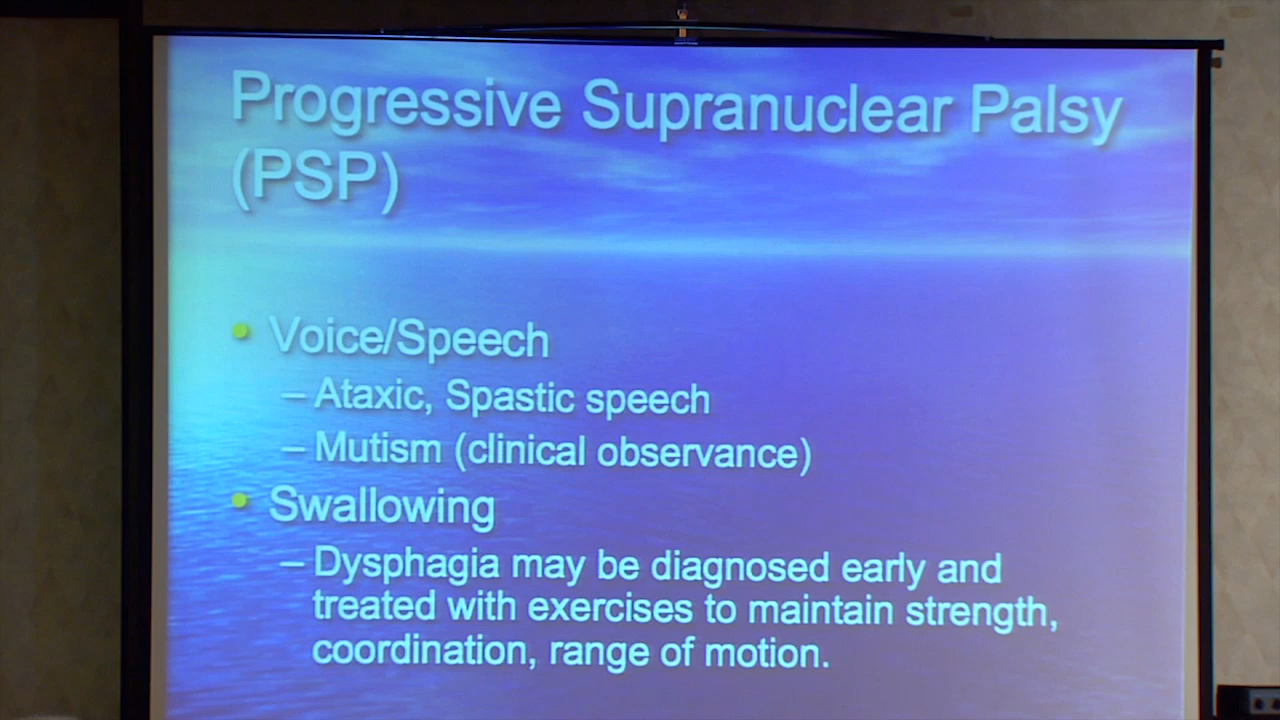 Progressive Supranuclear Palsy
(PSP)
• Voice/Speech
– Ataxic, Spastic speech
– Mutism (clinical observance)
• Swallowing
– Dysphagia may be diagnosed early and
treated with exercises to maintain strength,
coordination, range of motion.